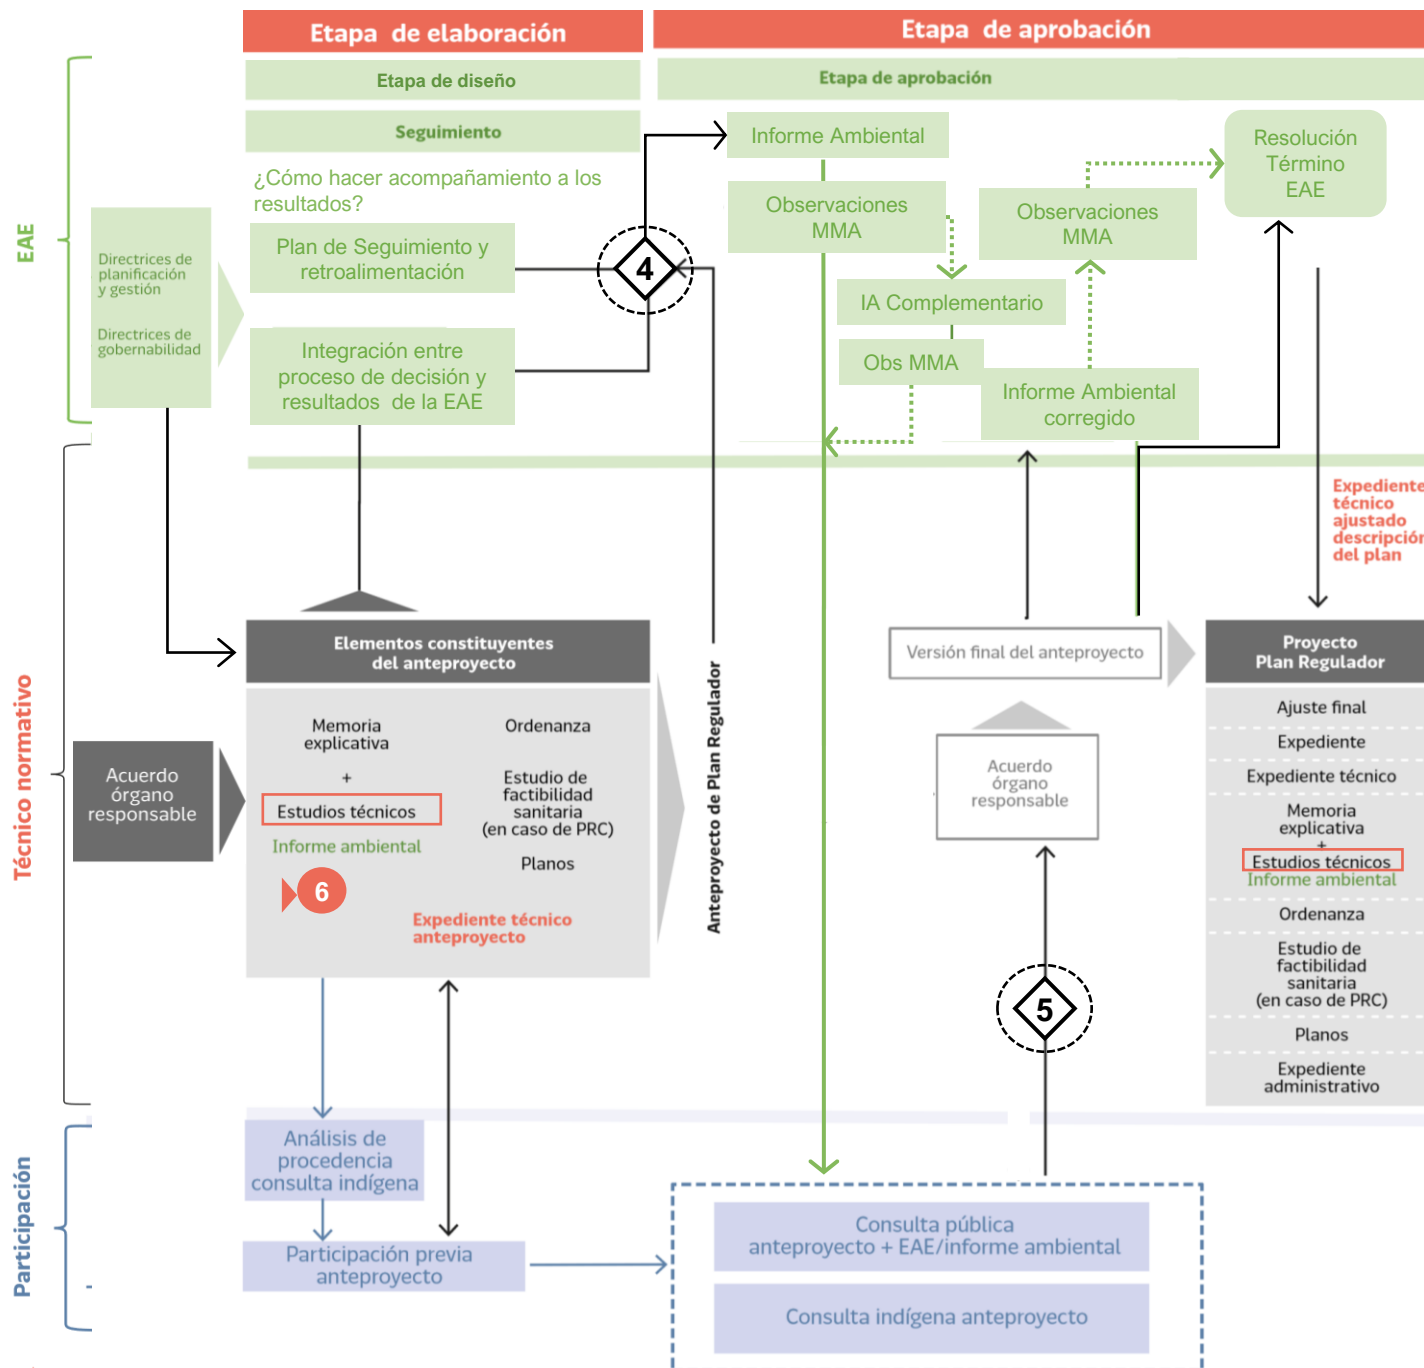 Etapa de elaboración
Etapa de aprobación
Etapa de diseño
Etapa de aprobación
Seguimiento
¿Cómo hacer acompañamiento a los
resultados?
Plan de Seguimiento y
retroalimentación
Integración entre
proceso de decisión y
resultados de la EAE
EAE
Directrices de
planificación
y gestión
Directrices de
gobernabilidad
4
Informe Ambiental
Observaciones
MMA
IA Complementario
Obs MMA
Observaciones
MMA
Informe Ambiental
corregido
Resolución
Término
EAE
Expediente
técnico
ajustado
descripción
del plan
Técnico normativo
Acuerdo
órgano
responsable
Elementos constituyentes
del anteproyecto
Memoria
explicativa
+
Estudios técnicos
Informe ambiental
6
Ordenanza
Estudio de
factibilidad
sanitaria
(en caso de PRC)
Planos
Expediente técnico
anteproyecto
Anteproyecto de Plan Regulador
Versión final del anteproyecto
Acuerdo
órgano
responsable
5
Proyecto
Plan Regulador
Ajuste final
Expediente
Expediente técnico
Memoria
explicativa
+
Estudios técnicos
Informe ambiental
Ordenanza
Estudio de
factibilidad
sanitaria
(en caso de PRC)
Planos
Expediente
administrativo
Participación
Análisis de
procedencia
consulta indígena
Participación previa
anteproyecto
Consulta pública
anteproyecto + EAE/informe ambiental
Consulta indígena anteproyecto